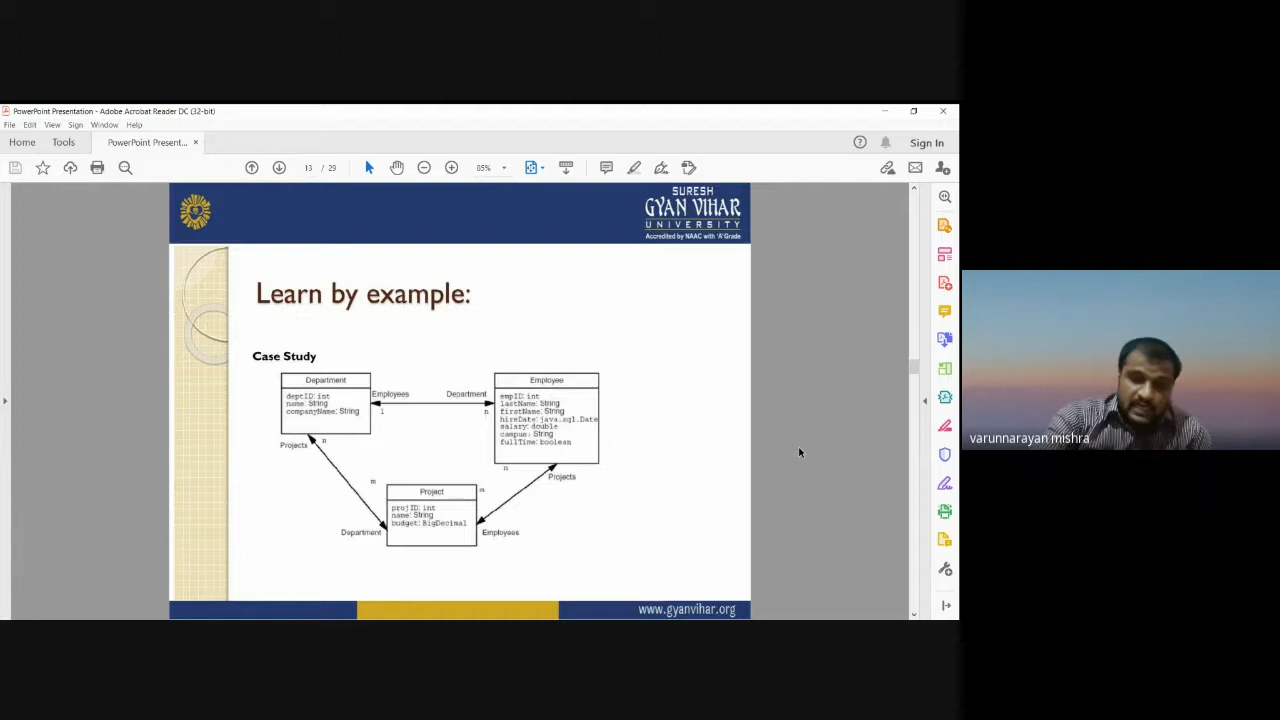 PowerPoint Presentation - Adobe Acrobat Reader DC (32-bit)
File Edit View Sign Window Help
Home Tools PowerPoint Present... × Sign In
13 / 29 85%
SURESH
GYAN VIHAR
UNIVERSITY
Accredited by NAAC with 'A' Grade
Learn by example:
Case Study
Department
deptID: int
name: String
companyName: String
Employees
1
Department
n
Employee
empID: int
lastName: String
firstName: String
hireDate: java.sql.Date
salary: double
campus: String
fullTime: boolean
Projects
n
m
Department
Project
projID: int
name: String
budget: BigDecimal
m
Employees
n
Projects
www.gyanvihar.org
varunnarayan mishra